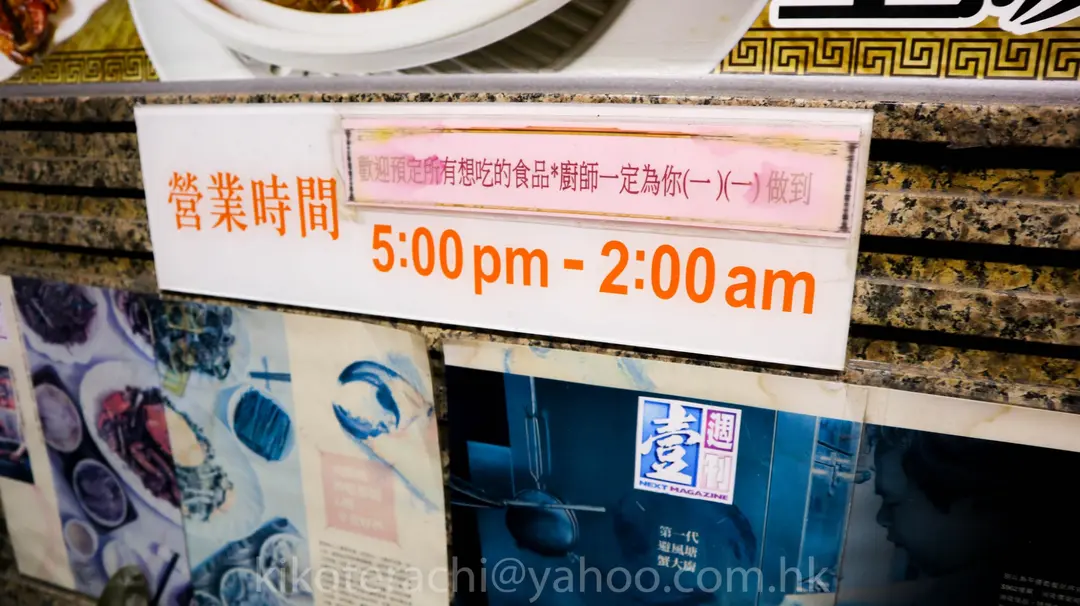 歡迎預定所有想吃的食品*廚師一定為你(一)(一)做到
營業時間
5:00 pm - 2:00 am
壹週刊
NEXT MAGAZINE
第一代
避風塘
蟹大廚
kikoterachi@yahoo.com.hk